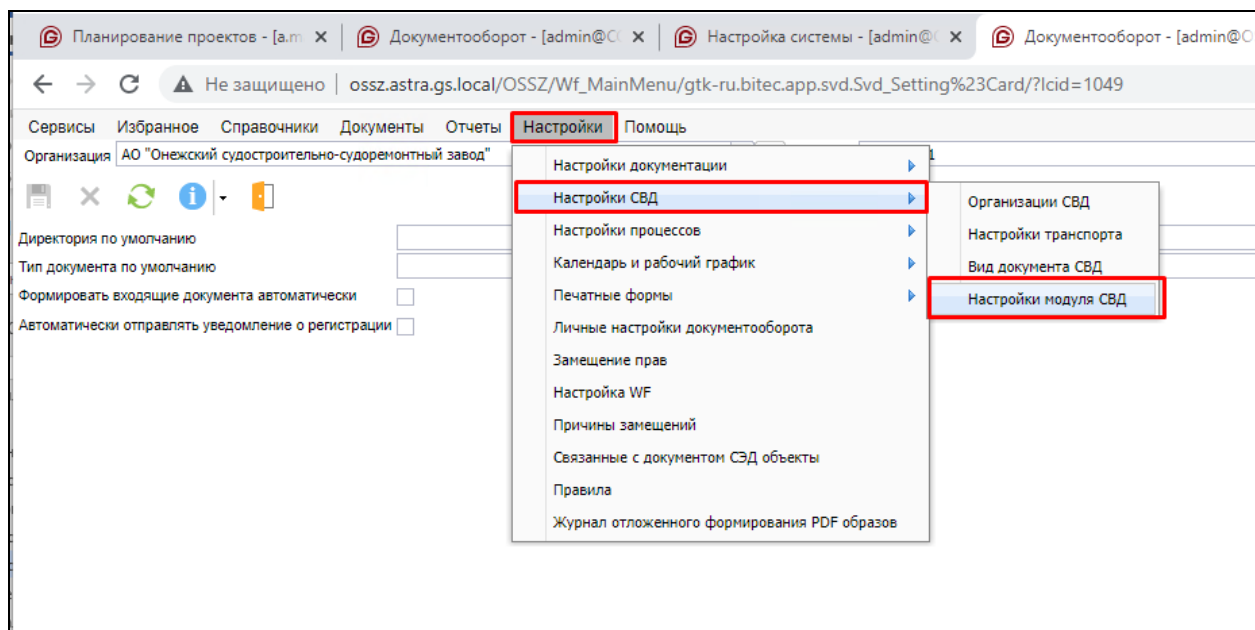 Планирование проектов - [a.m
Документооборот - [admin@C
Настройка системы - [admin@
Документооборот - [admin@O
Не защищено | ossz.astra.gs.local/OSSZ/Wf_MainMenu/gtk-ru.bitec.app.svd.Svd_Setting%23Card/?lcid=1049
Сервисы Избранное Справочники Документы Отчеты Настройки Помощь
Организация АО "Онежский судостроительно-судоремонтный завод" 1
Директория по умолчанию
Тип документа по умолчанию
Формировать входящие документа автоматически
Автоматически отправлять уведомление о регистрации
Настройки документации
Настройки СВД
Настройки процессов
Календарь и рабочий график
Печатные формы
Личные настройки документооборота
Замещение прав
Настройка WF
Причины замещений
Связанные с документом СЭД объекты
Правила
Журнал отложенного формирования PDF образов
Организации СВД
Настройки транспорта
Вид документа СВД
Настройки модуля СВД